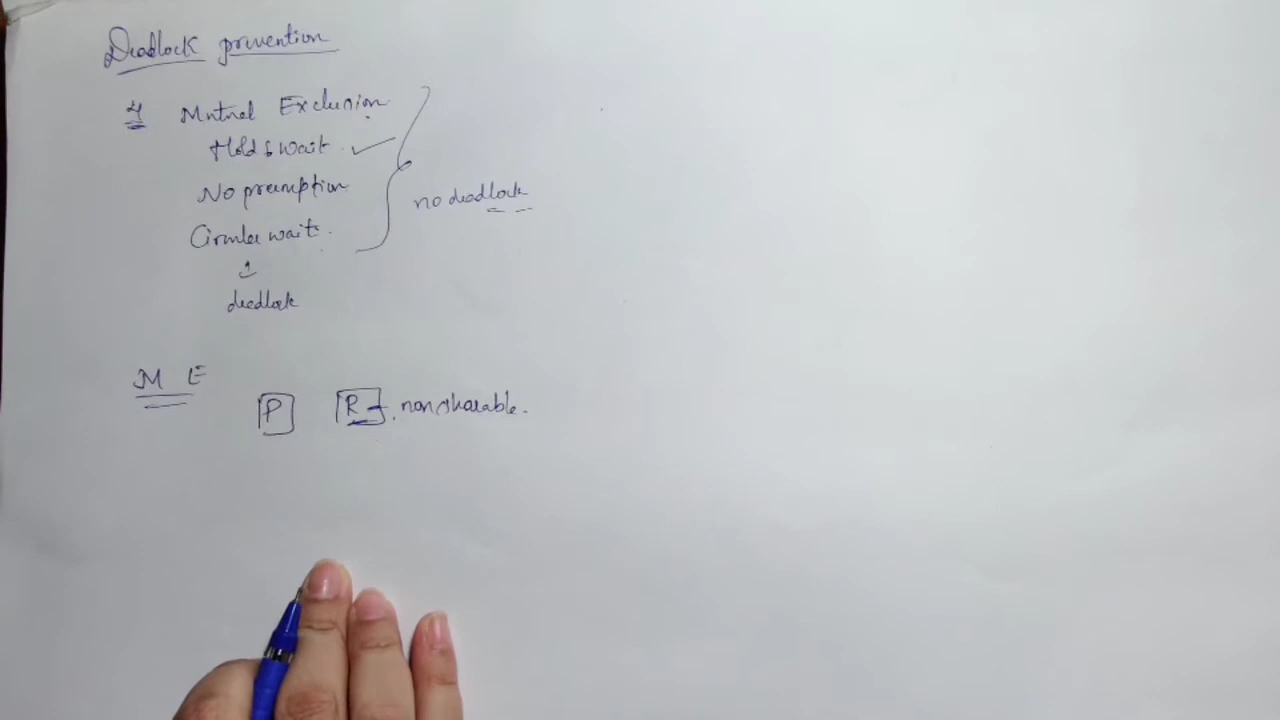 Deadlock prevention
4 Mutual Exclusion
Hold & wait
No preemption
Circular wait
no deadlock
deadlock
M E
P R non sharable.